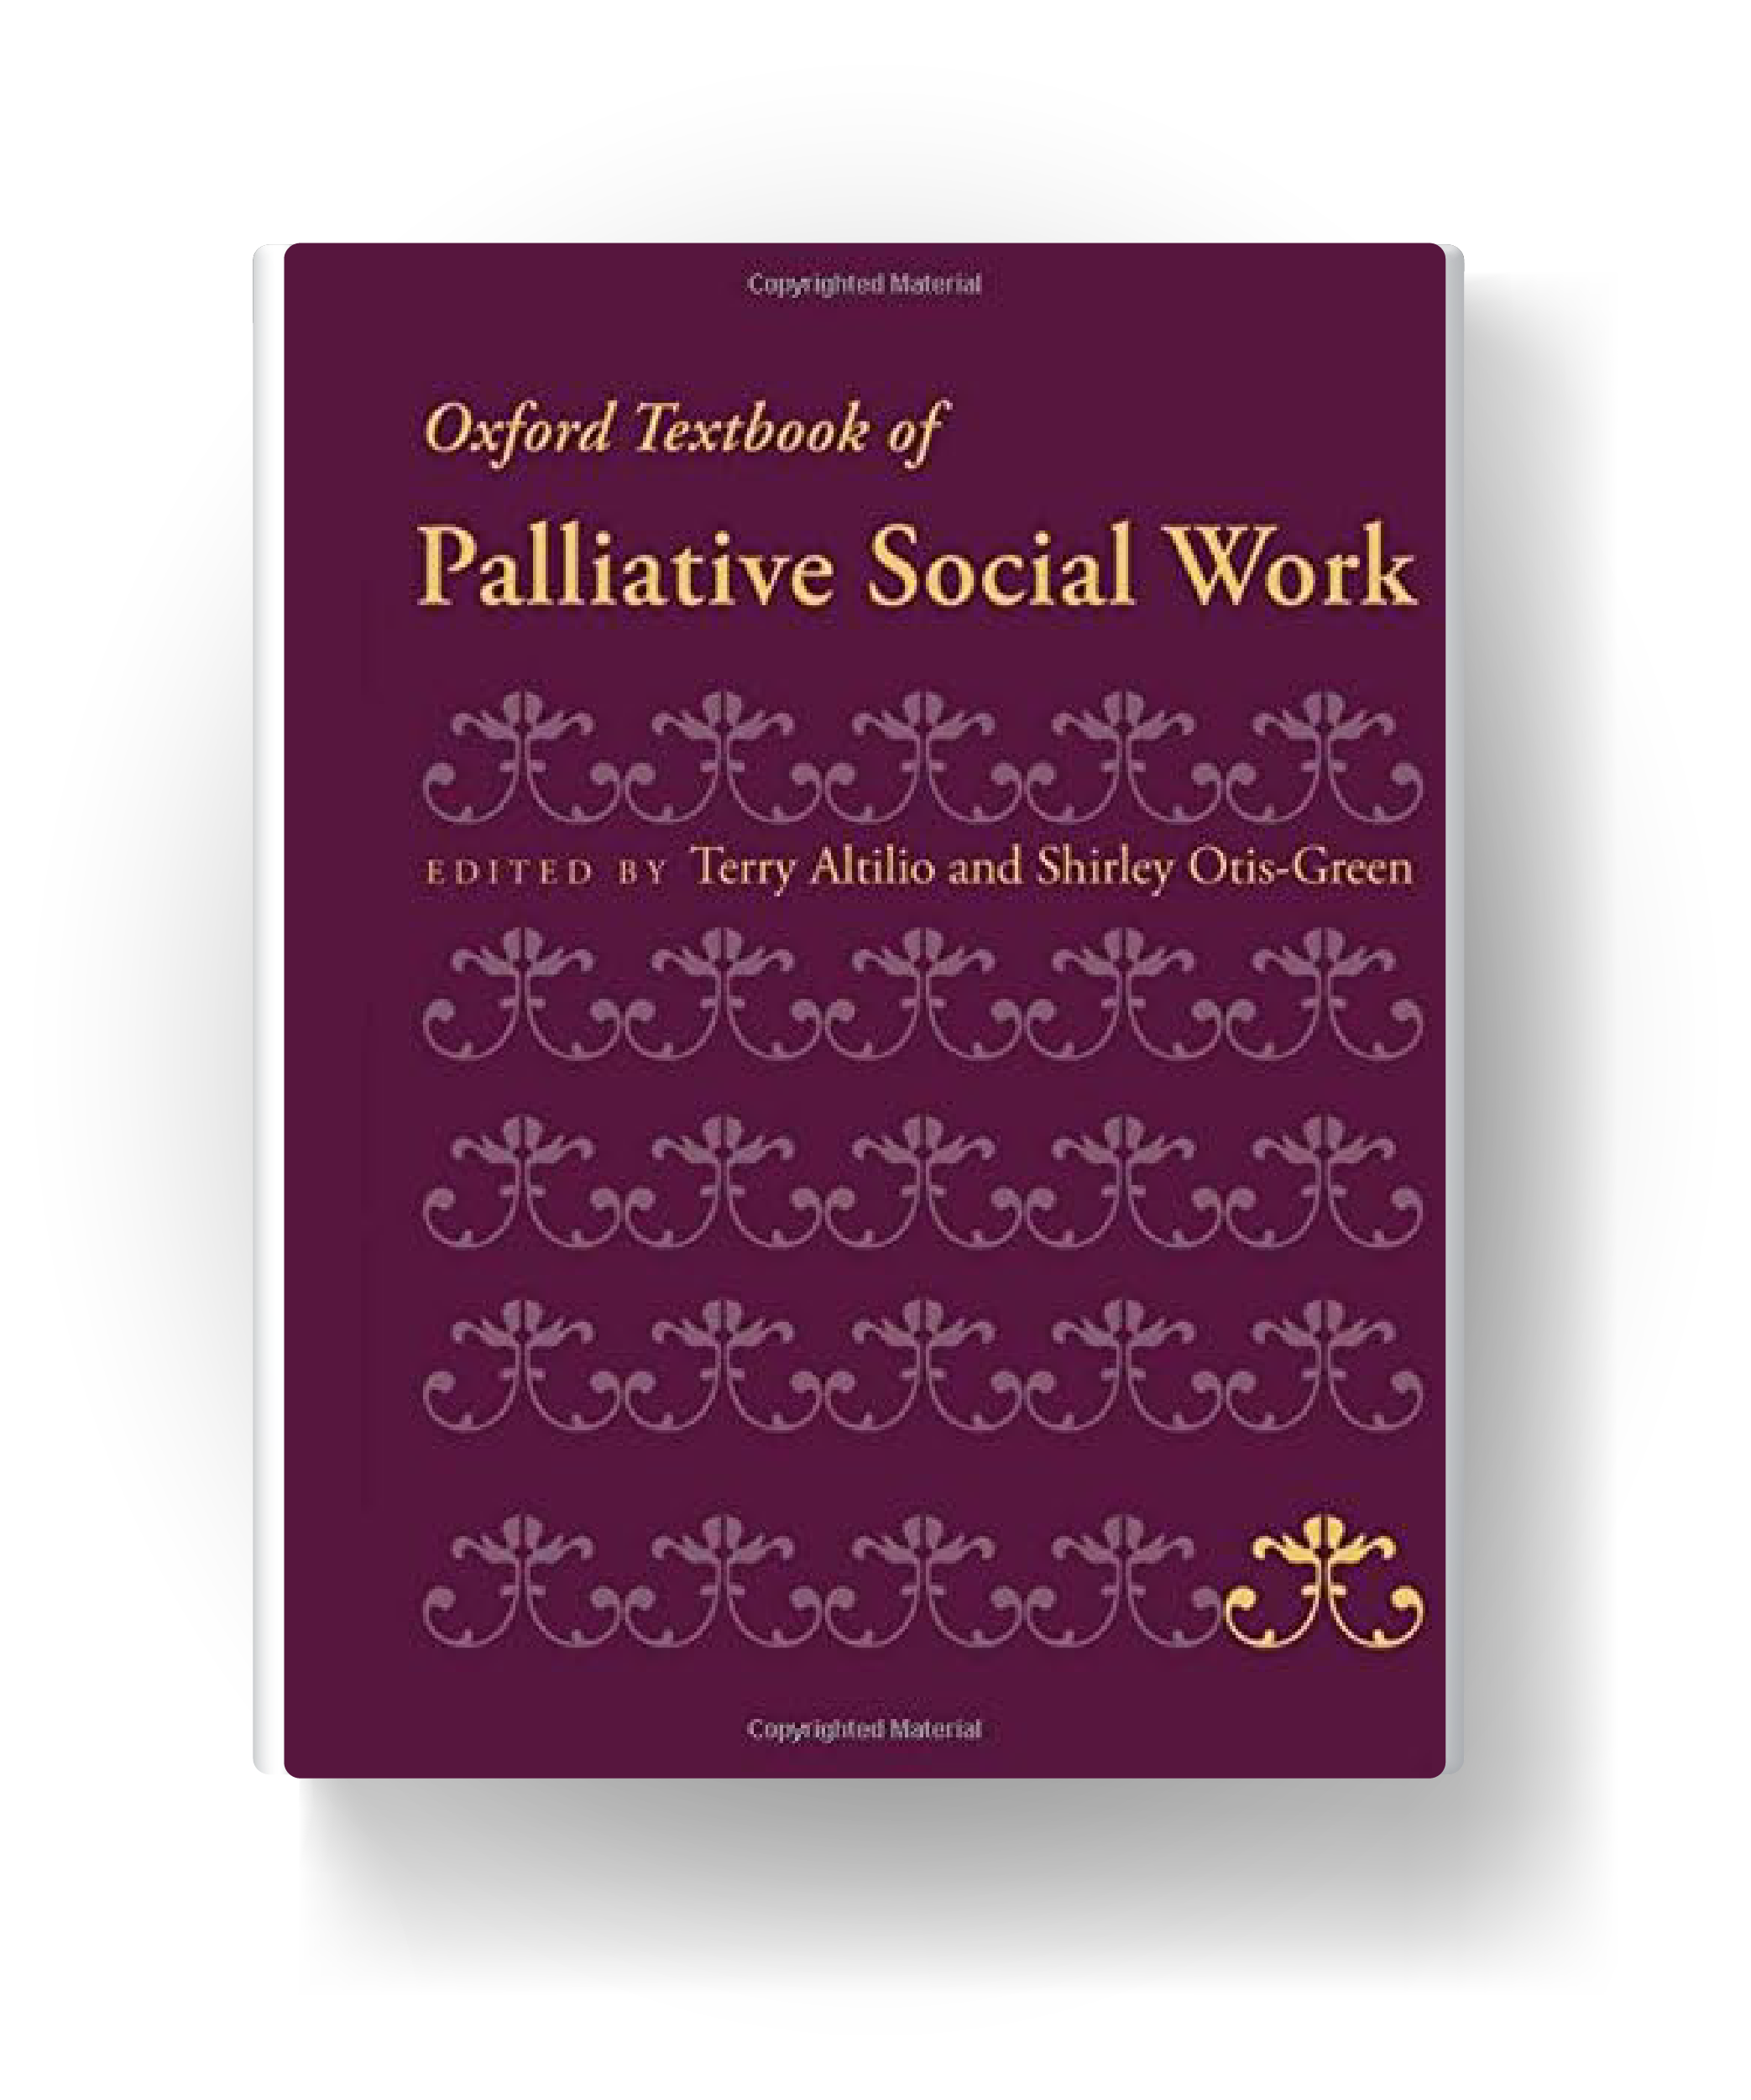 Copyrighted Material
Oxford Textbook of
Palliative Social Work
EDITED BY Terry Altilio and Shirley Otis-Green
Copyrighted Material